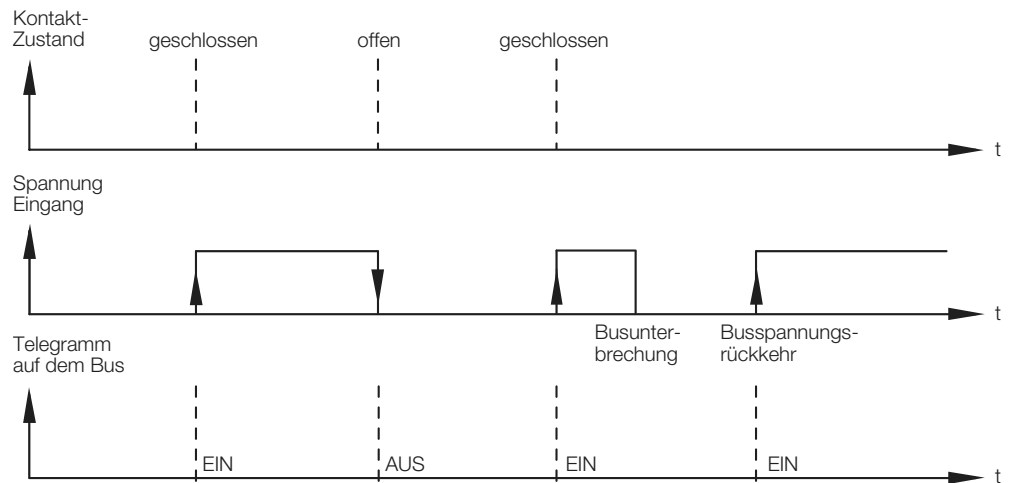 Kontakt-
Zustand
geschlossen
offen
geschlossen
t
Spannung
Eingang
t
Busunter-
brechung
Busspannungs-
rückkehr
Telegramm
auf dem Bus
EIN
AUS
EIN
EIN
t